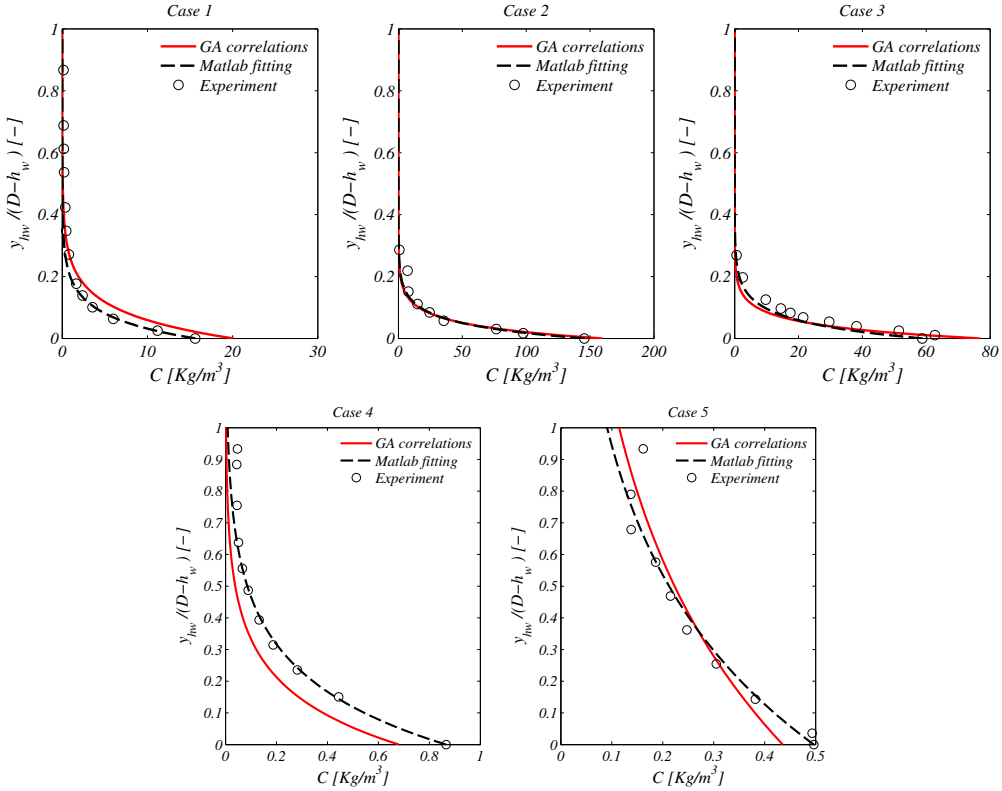 Case 1
1
0.8
0.6
0.4
0.2
0
0 10 20 30
y_hw /(D−h_w ) [−]
C [Kg/m^3]
GA correlations
Matlab fitting
Experiment
Case 2
1
0.8
0.6
0.4
0.2
0
0 50 100 150 200
y_hw /(D−h_w ) [−]
C [Kg/m^3]
GA correlations
Matlab fitting
Experiment
Case 3
1
0.8
0.6
0.4
0.2
0
0 20 40 60 80
y_hw /(D−h_w ) [−]
C [Kg/m^3]
GA correlations
Matlab fitting
Experiment
Case 4
1
0.9
0.8
0.7
0.6
0.5
0.4
0.3
0.2
0.1
0
0 0.2 0.4 0.6 0.8 1
y_hw /(D−h_w ) [−]
C [Kg/m^3]
GA correlations
Matlab fitting
Experiment
Case 5
1
0.9
0.8
0.7
0.6
0.5
0.4
0.3
0.2
0.1
0
0 0.1 0.2 0.3 0.4 0.5
y_hw /(D−h_w ) [−]
C [Kg/m^3]
GA correlations
Matlab fitting
Experiment